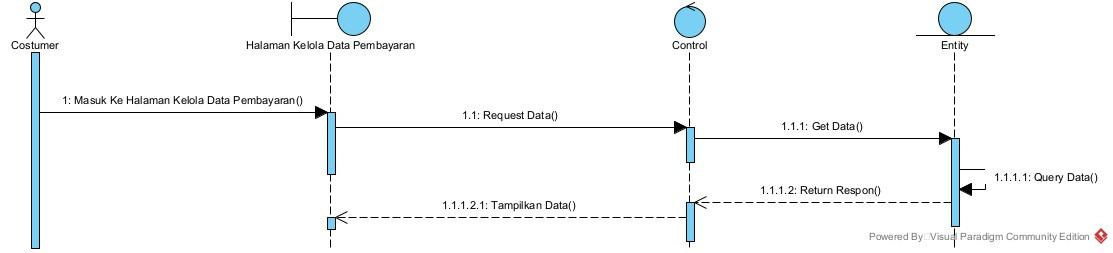 Costumer
Halaman Kelola Data Pembayaran
Control
Entity
1: Masuk Ke Halaman Kelola Data Pembayaran()
1.1: Request Data()
1.1.1: Get Data()
1.1.1.1: Query Data()
1.1.1.2: Return Respon()
1.1.1.2.1: Tampilkan Data()
Powered By Visual Paradigm Community Edition